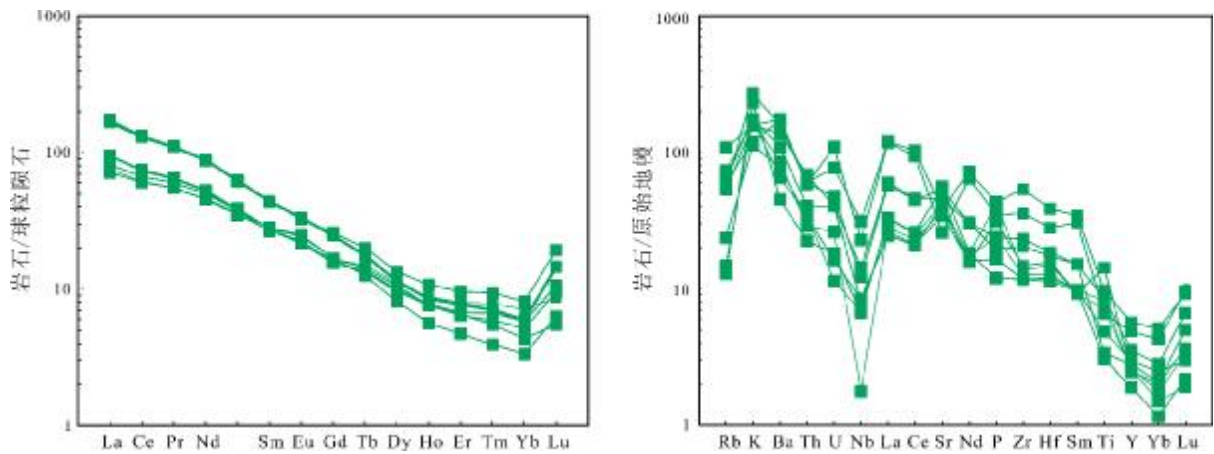 1000
100
10
1
岩石/球粒陨石
La Ce Pr Nd Sm Eu Gd Tb Dy Ho Er Tm Yb Lu
1000
100
10
1
岩石/原始地幔
Rb K Ba Th U Nb La Ce Sr Nd P Zr Hf Sm Ti Y Yb Lu